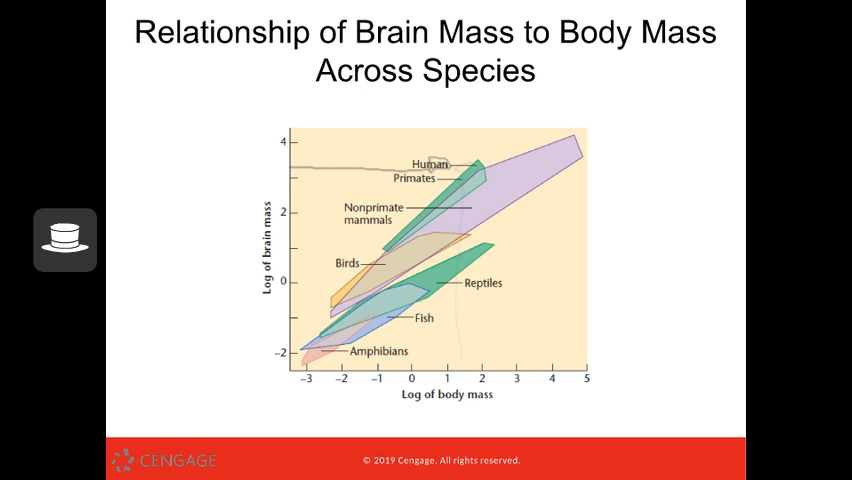 Relationship of Brain Mass to Body Mass
Across Species
4
2
0
−2
Log of brain mass
Human
Primates
Nonprimate
mammals
Birds
Reptiles
Fish
Amphibians
−3 −2 −1 0 1 2 3 4 5
Log of body mass
CENGAGE
© 2019 Cengage. All rights reserved.